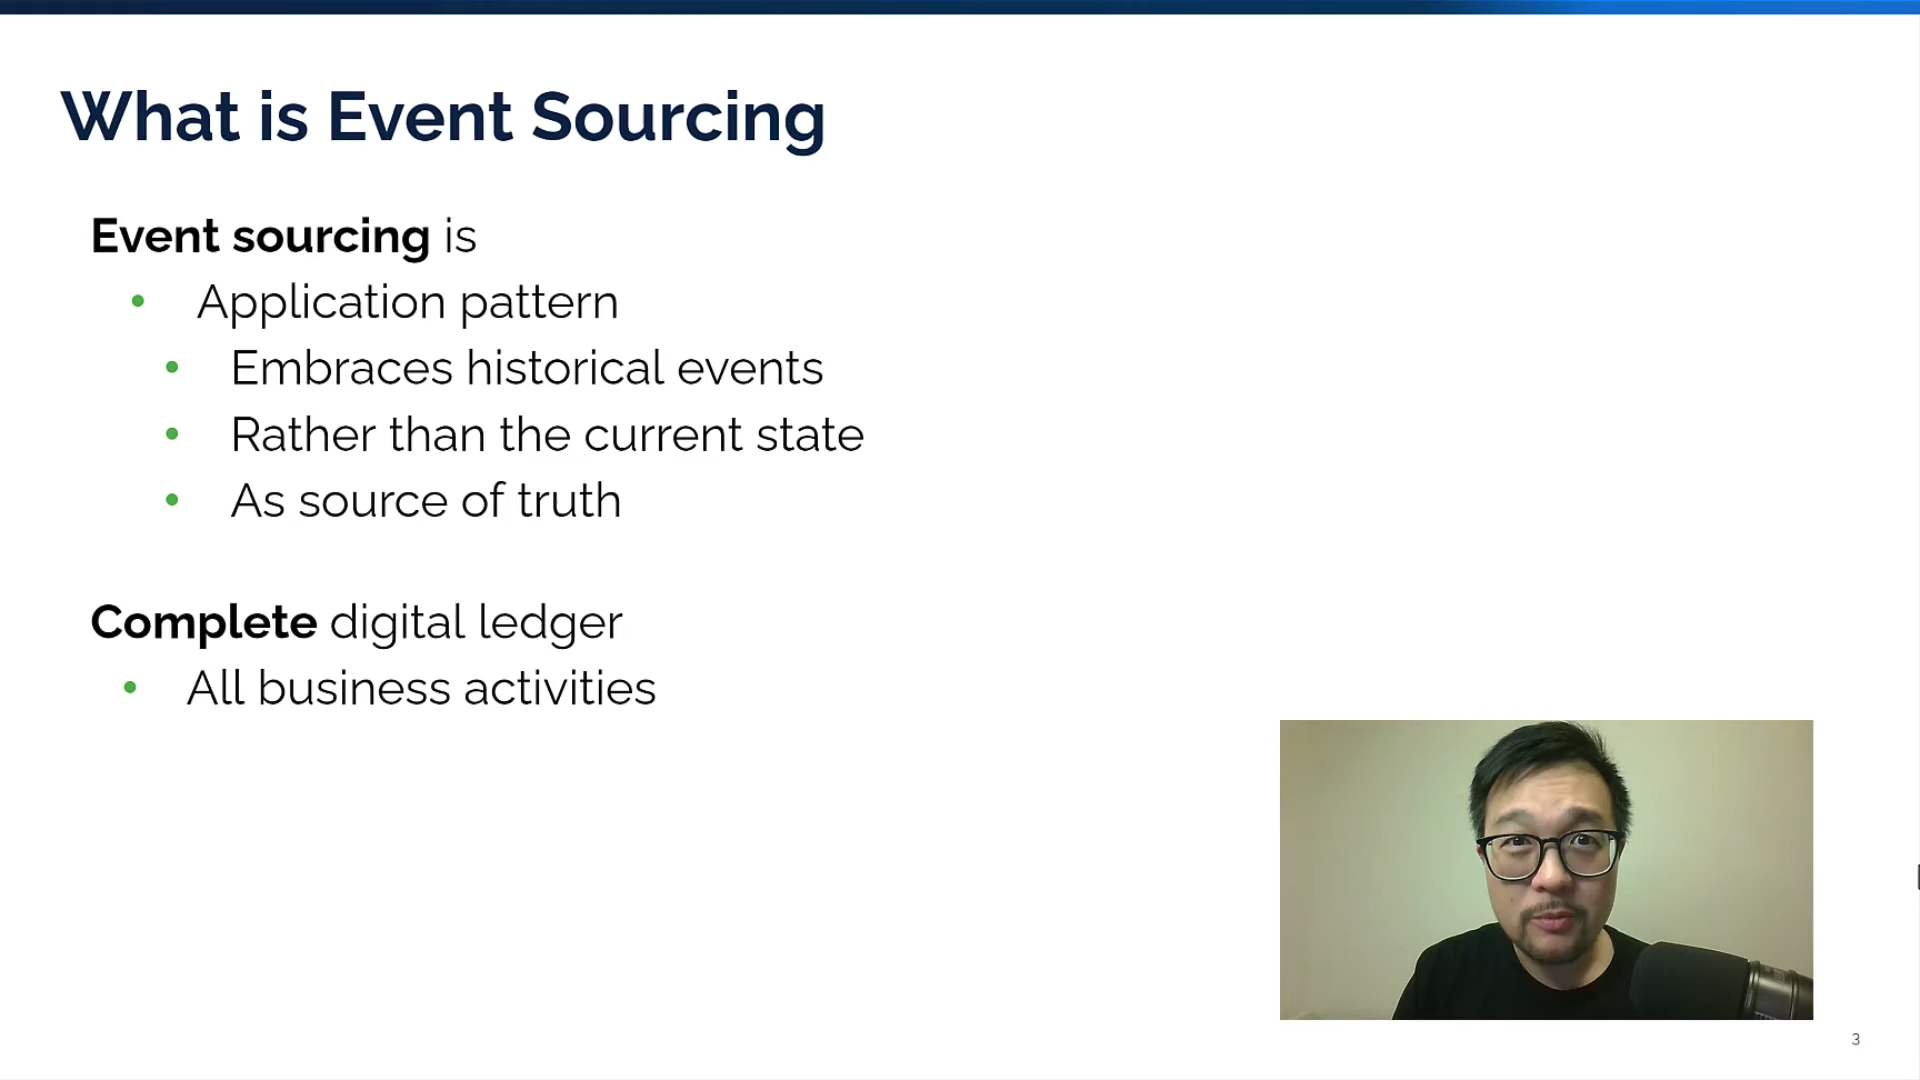 What is Event Sourcing
Event sourcing is
• Application pattern
• Embraces historical events
• Rather than the current state
• As source of truth
Complete digital ledger
• All business activities
3